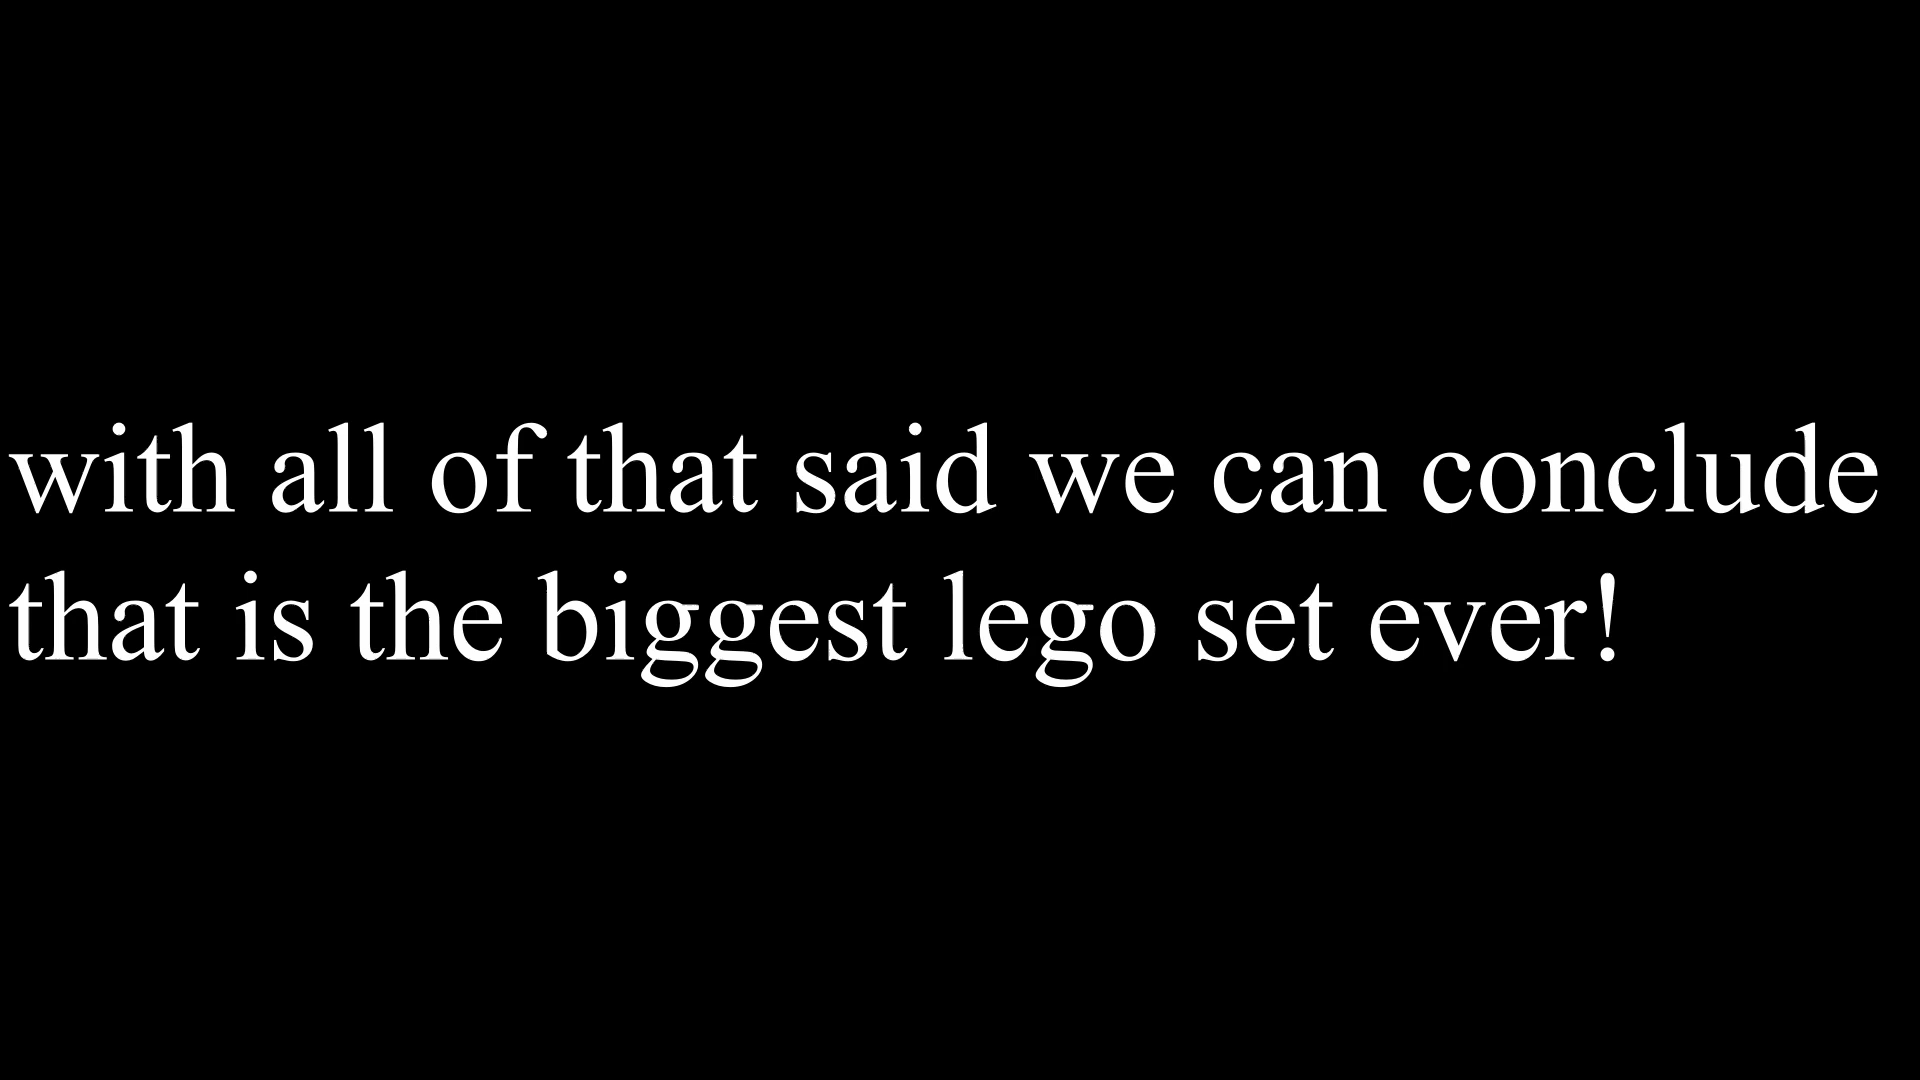 with all of that said we can conclude
that is the biggest lego set ever!